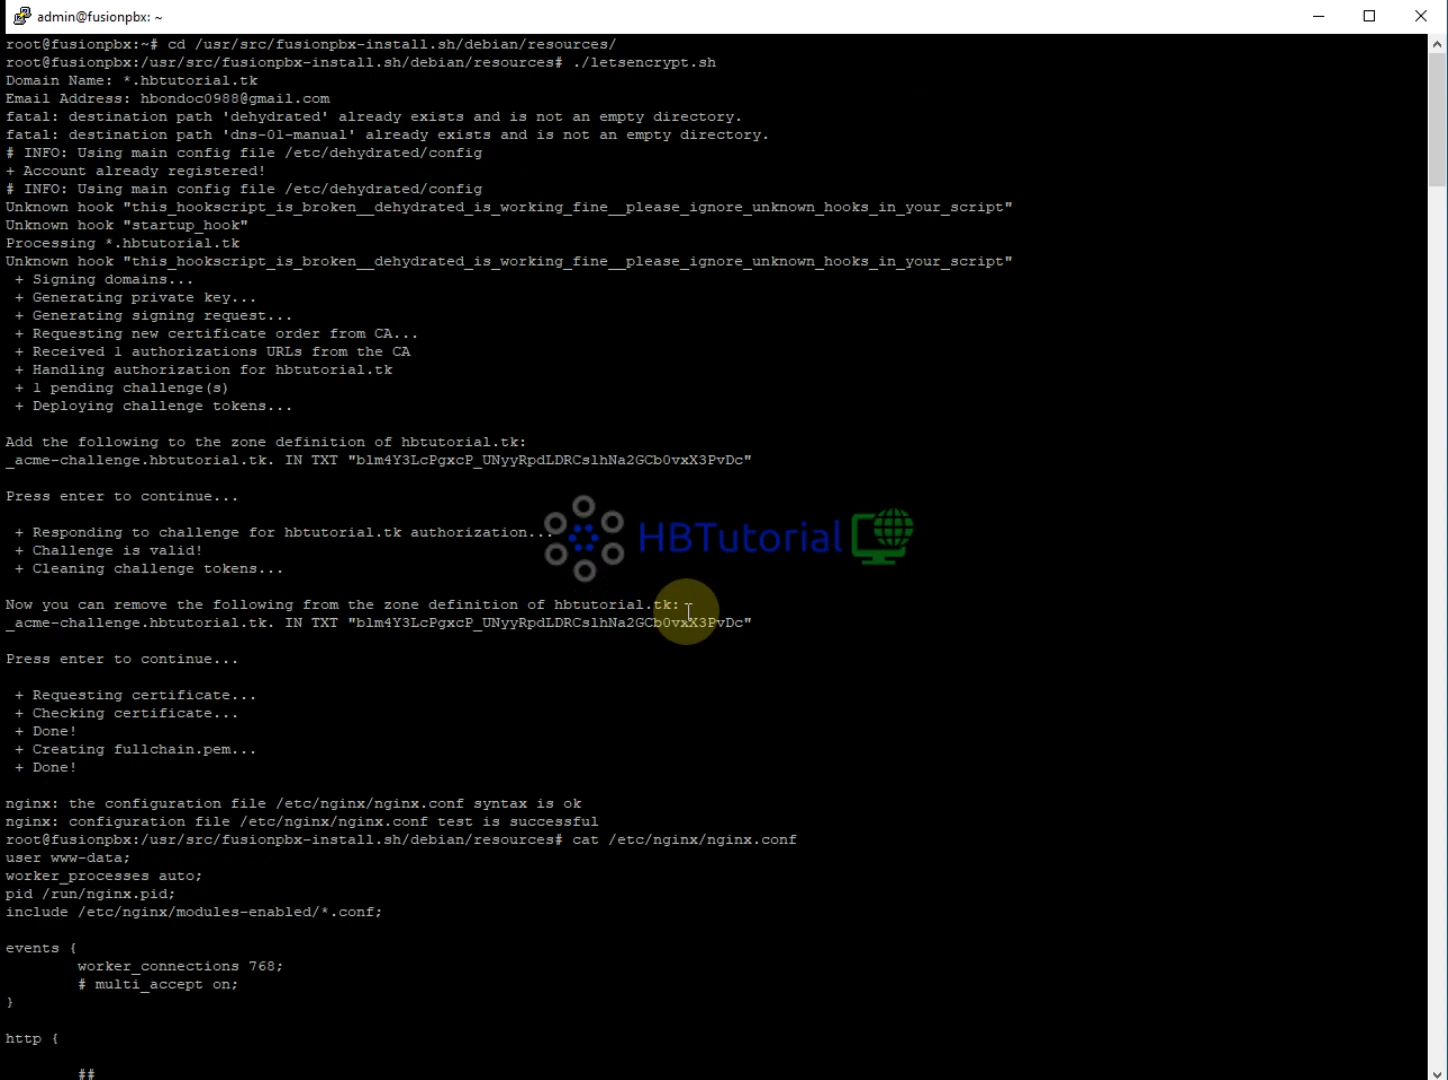 admin@fusionpbx: ~
root@fusionpbx:~# cd /usr/src/fusionpbx-install.sh/debian/resources/
root@fusionpbx:/usr/src/fusionpbx-install.sh/debian/resources# ./letsencrypt.sh
Domain Name: *.hbtutorial.tk
Email Address: hbondoc0988@gmail.com
fatal: destination path 'dehydrated' already exists and is not an empty directory.
fatal: destination path 'dns-01-manual' already exists and is not an empty directory.
# INFO: Using main config file /etc/dehydrated/config
+ Account already registered!
# INFO: Using main config file /etc/dehydrated/config
Unknown hook "this_hookscript_is_broken__dehydrated_is_working_fine__please_ignore_unknown_hooks_in_your_script"
Unknown hook "startup_hook"
Processing *.hbtutorial.tk
Unknown hook "this_hookscript_is_broken__dehydrated_is_working_fine__please_ignore_unknown_hooks_in_your_script"
 + Signing domains...
 + Generating private key...
 + Generating signing request...
 + Requesting new certificate order from CA...
 + Received 1 authorizations URLs from the CA
 + Handling authorization for hbtutorial.tk
 + 1 pending challenge(s)
 + Deploying challenge tokens...
Add the following to the zone definition of hbtutorial.tk:
_acme-challenge.hbtutorial.tk. IN TXT "blm4Y3LcPgxcP_UNyyRpdLDRCslhNa2GCb0vxX3PvDc"
Press enter to continue...
 + Responding to challenge for hbtutorial.tk authorization...
HBTutorial
 + Challenge is valid!
 + Cleaning challenge tokens...
Now you can remove the following from the zone definition of hbtutorial.tk:
_acme-challenge.hbtutorial.tk. IN TXT "blm4Y3LcPgxcP_UNyyRpdLDRCslhNa2GCb0vxX3PvDc"
Press enter to continue...
 + Requesting certificate...
 + Checking certificate...
 + Done!
 + Creating fullchain.pem...
 + Done!
nginx: the configuration file /etc/nginx/nginx.conf syntax is ok
nginx: configuration file /etc/nginx/nginx.conf test is successful
root@fusionpbx:/usr/src/fusionpbx-install.sh/debian/resources# cat /etc/nginx/nginx.conf
user www-data;
worker_processes auto;
pid /run/nginx.pid;
include /etc/nginx/modules-enabled/*.conf;
events {
        worker_connections 768;
        # multi_accept on;
}
http {
        ##